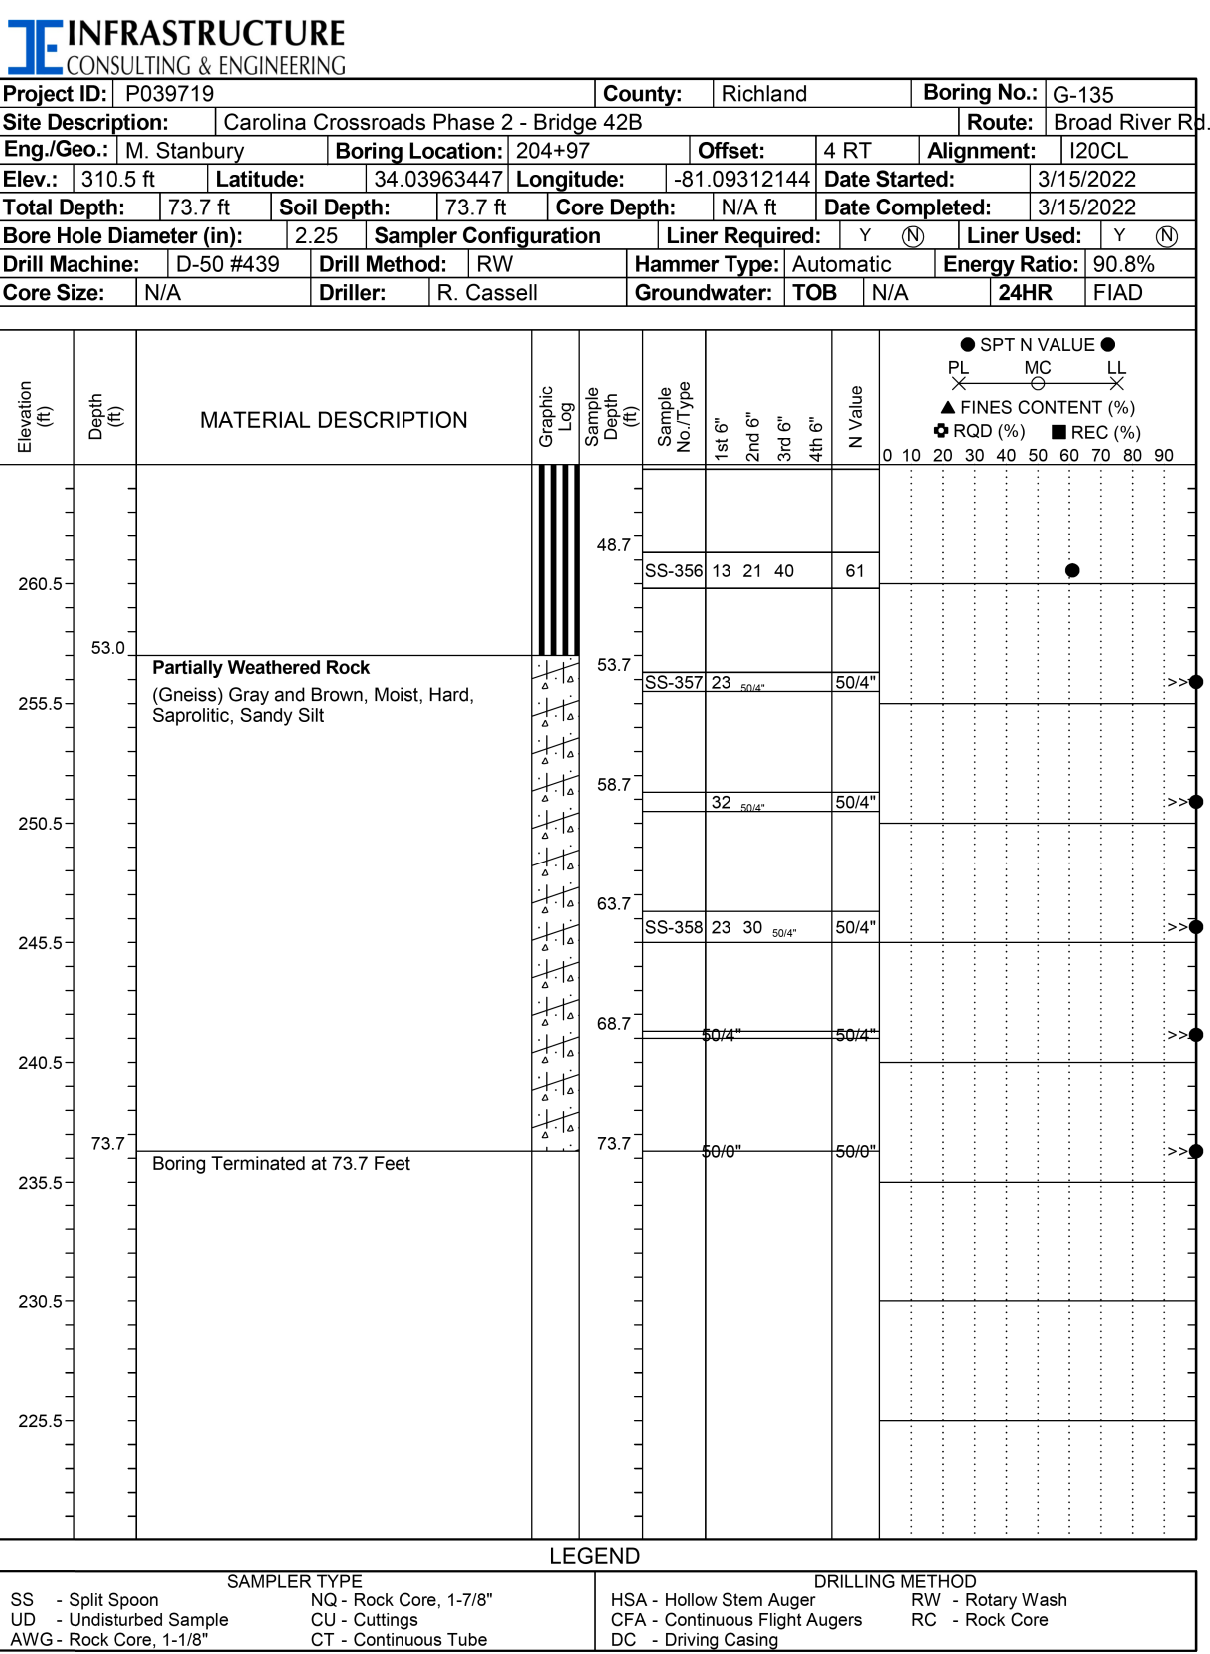 INFRASTRUCTURE
CONSULTING & ENGINEERING
Project ID: P039719 County: Richland Boring No.: G-135
Site Description: Carolina Crossroads Phase 2 - Bridge 42B Route: Broad River Rd.
Eng./Geo.: M. Stanbury Boring Location: 204+97 Offset: 4 RT Alignment: I20CL
Elev.: 310.5 ft Latitude: 34.03963447 Longitude: -81.09312144 Date Started: 3/15/2022
Total Depth: 73.7 ft Soil Depth: 73.7 ft Core Depth: N/A ft Date Completed: 3/15/2022
Bore Hole Diameter (in): 2.25 Sampler Configuration Liner Required: Y N Liner Used: Y N
Drill Machine: D-50 #439 Drill Method: RW Hammer Type: Automatic Energy Ratio: 90.8%
Core Size: N/A Driller: R. Cassell Groundwater: TOB N/A 24HR FIAD
Elevation (ft) Depth (ft) MATERIAL DESCRIPTION Graphic Log Sample Depth (ft) Sample No./Type 1st 6" 2nd 6" 3rd 6" 4th 6" N Value
● SPT N VALUE ●
PL MC LL
▲ FINES CONTENT (%)
RQD (%) ■ REC (%)
0 10 20 30 40 50 60 70 80 90
48.7
SS-356 13 21 40 61
260.5
53.0
Partially Weathered Rock 53.7
SS-357 23 50/4" 50/4" >>
(Gneiss) Gray and Brown, Moist, Hard,
255.5
Saprolitic, Sandy Silt
58.7
32 50/4" 50/4" >>
250.5
63.7
SS-358 23 30 50/4" 50/4" >>
245.5
68.7
50/4" 50/4" >>
240.5
73.7 73.7
50/0" 50/0" >>
Boring Terminated at 73.7 Feet
235.5
230.5
225.5
LEGEND
SAMPLER TYPE DRILLING METHOD
SS - Split Spoon NQ - Rock Core, 1-7/8" HSA - Hollow Stem Auger RW - Rotary Wash
UD - Undisturbed Sample CU - Cuttings CFA - Continuous Flight Augers RC - Rock Core
AWG - Rock Core, 1-1/8" CT - Continuous Tube DC - Driving Casing